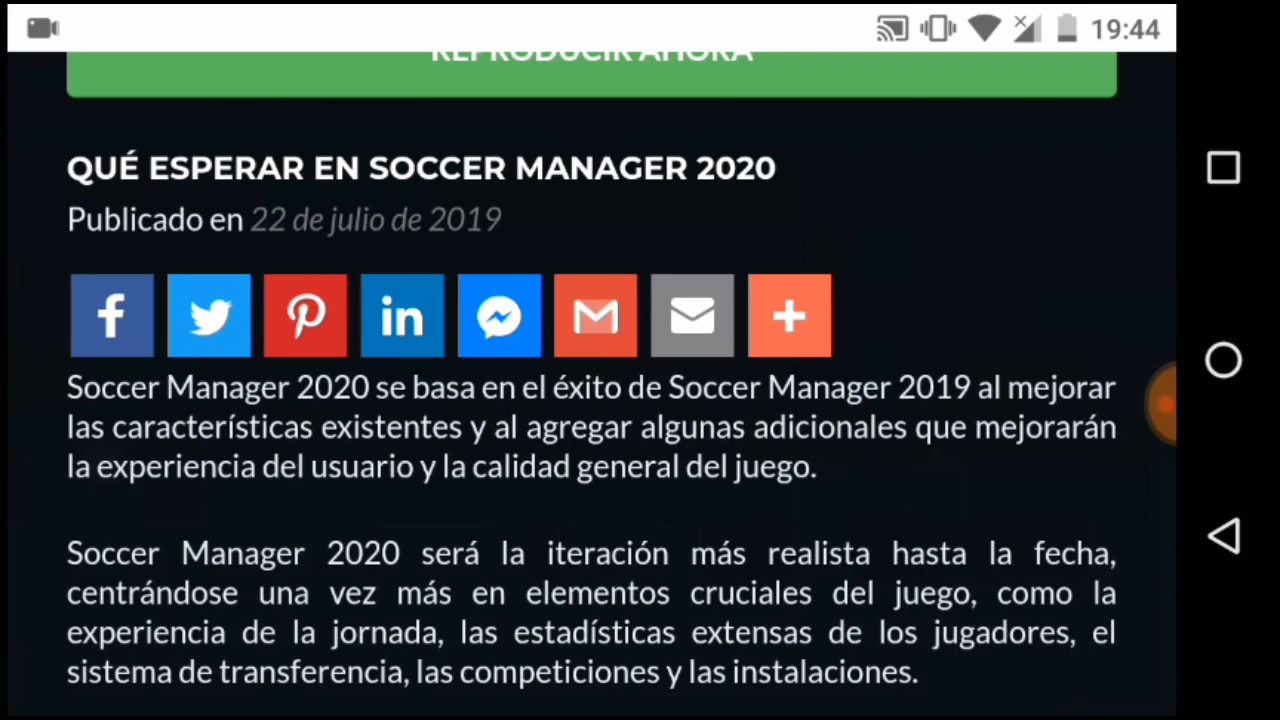 19:44
REPRODUCIR AHORA
QUÉ ESPERAR EN SOCCER MANAGER 2020
Publicado en 22 de julio de 2019
Soccer Manager 2020 se basa en el éxito de Soccer Manager 2019 al mejorar
las características existentes y al agregar algunas adicionales que mejorarán
la experiencia del usuario y la calidad general del juego.
Soccer Manager 2020 será la iteración más realista hasta la fecha,
centrándose una vez más en elementos cruciales del juego, como la
experiencia de la jornada, las estadísticas extensas de los jugadores, el
sistema de transferencia, las competiciones y las instalaciones.